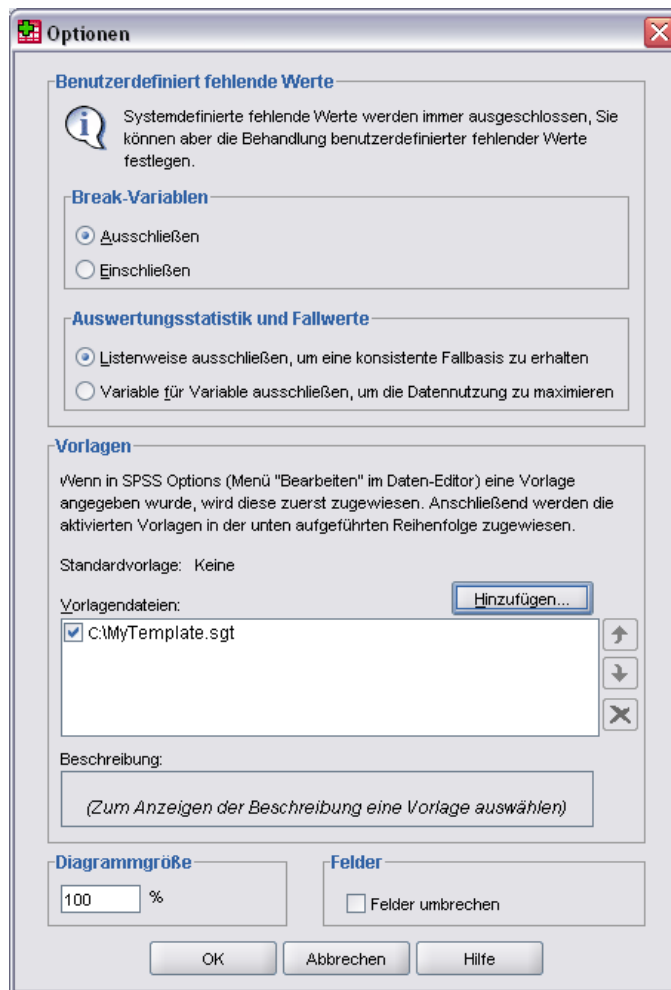 Optionen
Benutzerdefiniert fehlende Werte
Systemdefinierte fehlende Werte werden immer ausgeschlossen, Sie
können aber die Behandlung benutzerdefinierter fehlender Werte
festlegen.
Break-Variablen
Ausschließen
Einschließen
Auswertungsstatistik und Fallwerte
Listenweise ausschließen, um eine konsistente Fallbasis zu erhalten
Variable für Variable ausschließen, um die Datennutzung zu maximieren
Vorlagen
Wenn in SPSS Options (Menü "Bearbeiten" im Daten-Editor) eine Vorlage
angegeben wurde, wird diese zuerst zugewiesen. Anschließend werden die
aktivierten Vorlagen in der unten aufgeführten Reihenfolge zugewiesen.
Standardvorlage: Keine
Vorlagendateien:
Hinzufügen...
C:\MyTemplate.sgt
Beschreibung:
(Zum Anzeigen der Beschreibung eine Vorlage auswählen)
Diagrammgröße
100 %
Felder
Felder umbrechen
OK
Abbrechen
Hilfe